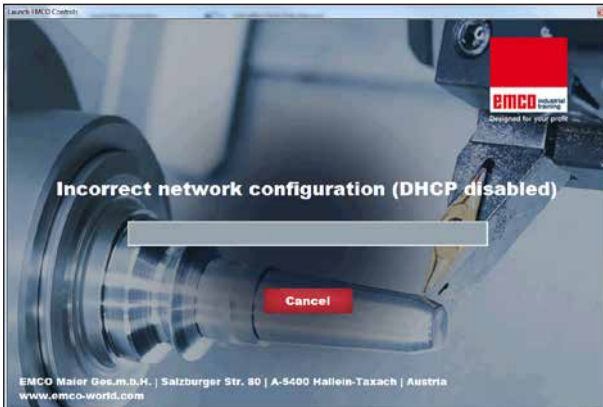 Launch EMCO Controls
emco industrial
training
Designed for your profit
Incorrect network configuration (DHCP disabled)
Cancel
EMCO Maier Ges.m.b.H. | Salzburger Str. 80 | A-5400 Hallein-Taxach | Austria
www.emco-world.com